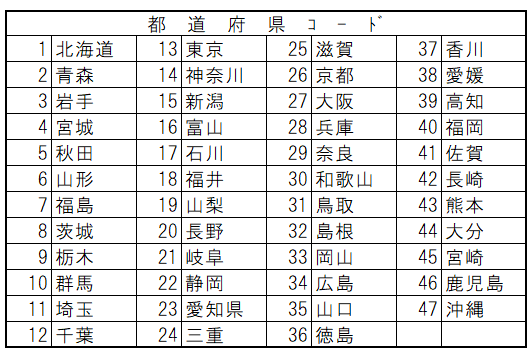 都道府県ｺｰﾄﾞ
1 北海道 13 東京 25 滋賀 37 香川
2 青森 14 神奈川 26 京都 38 愛媛
3 岩手 15 新潟 27 大阪 39 高知
4 宮城 16 富山 28 兵庫 40 福岡
5 秋田 17 石川 29 奈良 41 佐賀
6 山形 18 福井 30 和歌山 42 長崎
7 福島 19 山梨 31 鳥取 43 熊本
8 茨城 20 長野 32 島根 44 大分
9 栃木 21 岐阜 33 岡山 45 宮崎
10 群馬 22 静岡 34 広島 46 鹿児島
11 埼玉 23 愛知県 35 山口 47 沖縄
12 千葉 24 三重 36 徳島